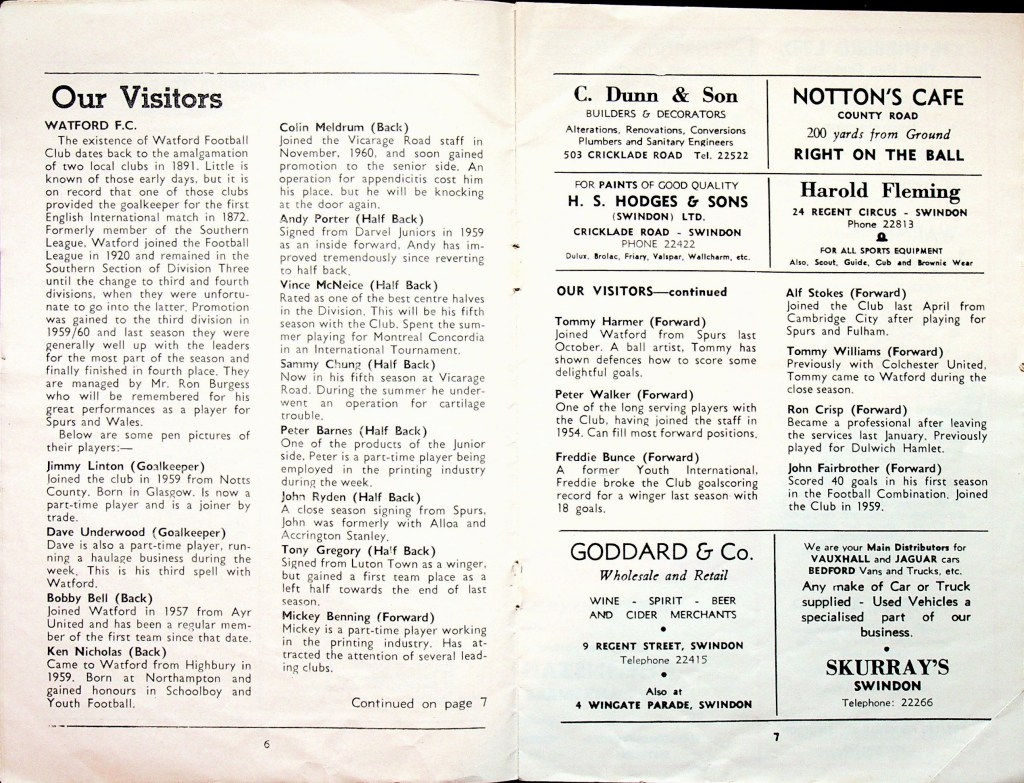 Our Visitors
WATFORD F.C.
The existence of Watford Football
Club dates back to the amalgamation
of two local clubs in 1891. Little is
known of those early days, but it is
on record that one of those clubs
provided the goalkeeper for the first
English International match in 1872.
Formerly member of the Southern
League, Watford joined the Football
League in 1920 and remained in the
Southern Section of Division Three
until the change to third and fourth
divisions, when they were unfortu-
nate to go into the latter. Promotion
was gained to the third division in
1959/60 and last season they were
generally well up with the leaders
for the most part of the season and
finally finished in fourth place. They
are managed by Mr. Ron Burgess
who will be remembered for his
great performances as a player for
Spurs and Wales.
Below are some pen pictures of
their players:—
Jimmy Linton (Goalkeeper)
Joined the club in 1959 from Notts
County. Born in Glasgow. Is now a
part-time player and is a joiner by
trade.
Dave Underwood (Goalkeeper)
Dave is also a part-time player, run-
ning a haulage business during the
week. This is his third spell with
Watford.
Bobby Bell (Back)
Joined Watford in 1957 from Ayr
United and has been a regular mem-
ber of the first team since that date.
Ken Nicholas (Back)
Came to Watford from Highbury in
1959. Born at Northampton and
gained honours in Schoolboy and
Youth Football.
Colin Meldrum (Back)
Joined the Vicarage Road staff in
November, 1960, and soon gained
promotion to the senior side. An
operation for appendicitis cost him
his place, but he will be knocking
at the door again.
Andy Porter (Half Back)
Signed from Darvel Juniors in 1959
as an inside forward, Andy has im-
proved tremendously since reverting
to half back.
Vince McNeice (Half Back)
Rated as one of the best centre halves
in the Division. This will be his fifth
season with the Club. Spent the sum-
mer playing for Montreal Concordia
in an International Tournament.
Sammy Chung (Half Back)
Now in his fifth season at Vicarage
Road. During the summer he under-
went an operation for cartilage
trouble.
Peter Barnes (Half Back)
One of the products of the Junior
side, Peter is a part-time player being
employed in the printing industry
during the week.
John Ryden (Half Back)
A close season signing from Spurs.
John was formerly with Alloa and
Accrington Stanley.
Tony Gregory (Half Back)
Signed from Luton Town as a winger,
but gained a first team place as a
left half towards the end of last
season.
Mickey Benning (Forward)
Mickey is a part-time player working
in the printing industry. Has at-
tracted the attention of several lead-
ing clubs.
Continued on page 7
6
C. Dunn & Son
BUILDERS & DECORATORS
Alterations, Renovations, Conversions
Plumbers and Sanitary Engineers
503 CRICKLADE ROAD Tel. 22522
NOTTON'S CAFE
COUNTY ROAD
200 yards from Ground
RIGHT ON THE BALL
FOR PAINTS OF GOOD QUALITY
H. S. HODGES & SONS
(SWINDON) LTD.
CRICKLADE ROAD - SWINDON
PHONE 22422
Dulux, Brolac, Friary, Valspar, Wallcharm, etc.
Harold Fleming
24 REGENT CIRCUS - SWINDON
Phone 22813
FOR ALL SPORTS EQUIPMENT
Also, Scout, Guide, Cub and Brownie Wear
OUR VISITORS—continued
Tommy Harmer (Forward)
Joined Watford from Spurs last
October. A ball artist, Tommy has
shown defences how to score some
delightful goals.
Peter Walker (Forward)
One of the long serving players with
the Club, having joined the staff in
1954. Can fill most forward positions.
Freddie Bunce (Forward)
A former Youth International,
Freddie broke the Club goalscoring
record for a winger last season with
18 goals.
Alf Stokes (Forward)
Joined the Club last April from
Cambridge City after playing for
Spurs and Fulham.
Tommy Williams (Forward)
Previously with Colchester United,
Tommy came to Watford during the
close season.
Ron Crisp (Forward)
Became a professional after leaving
the services last January. Previously
played for Dulwich Hamlet.
John Fairbrother (Forward)
Scored 40 goals in his first season
in the Football Combination. Joined
the Club in 1959.
GODDARD & Co.
Wholesale and Retail
WINE - SPIRIT - BEER
AND CIDER MERCHANTS
9 REGENT STREET, SWINDON
Telephone 22415
Also at
4 WINGATE PARADE, SWINDON
We are your Main Distributors for
VAUXHALL and JAGUAR cars
BEDFORD Vans and Trucks, etc.
Any make of Car or Truck
supplied - Used Vehicles a
specialised part of our
business.
SKURRAY'S
SWINDON
Telephone: 22266
7